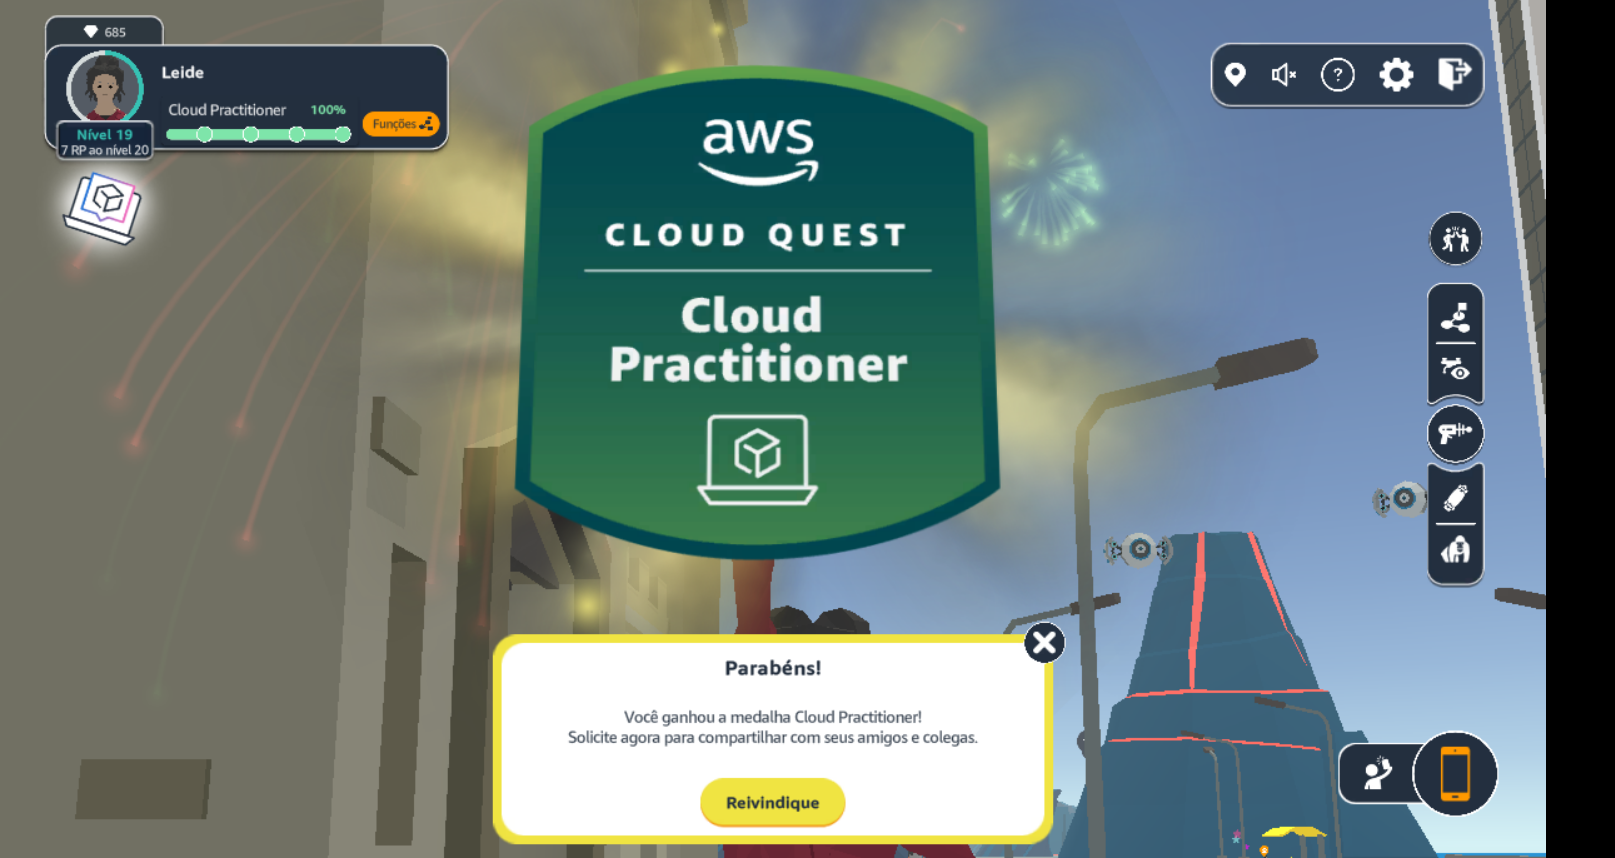 685
Leide
Cloud Practitioner 100%
Funções
Nível 19
7 RP ao nível 20
aws
CLOUD QUEST
Cloud
Practitioner
?
Parabéns!
Você ganhou a medalha Cloud Practitioner!
Solicite agora para compartilhar com seus amigos e colegas.
Reivindique